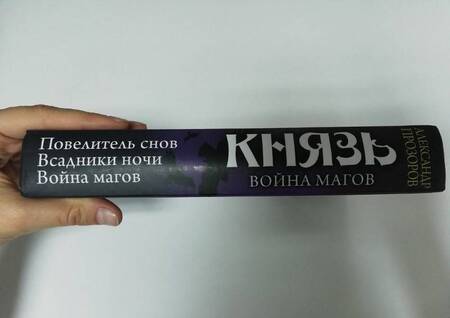 Повелитель снов
Всадники ночи
Война магов
КНЯЗЬ
ВОЙНА МАГОВ
АЛЕКСАНДР
ПРОЗОРОВ